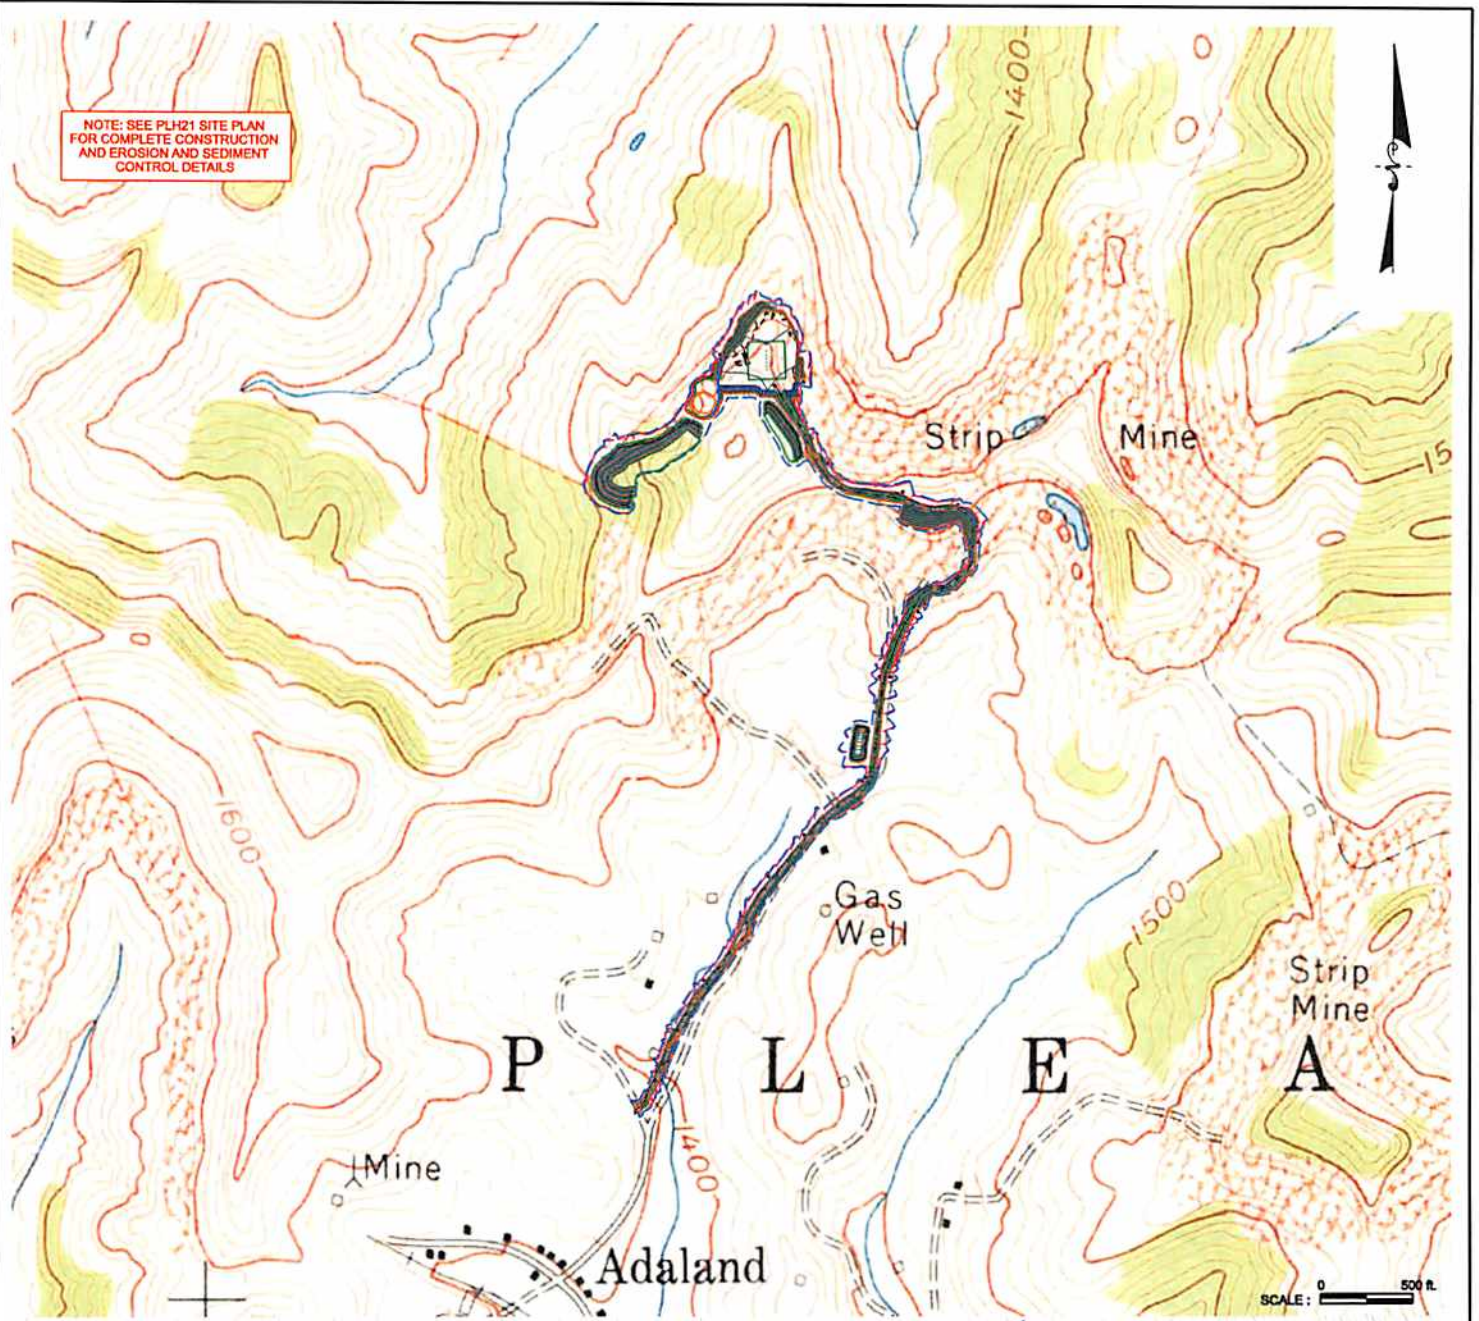 1400
NOTE: SEE PLH21 SITE PLAN
FOR COMPLETE CONSTRUCTION
AND EROSION AND SEDIMENT
CONTROL DETAILS
Strip Mine
15
1600
Gas
Well
1500
Strip
Mine
P L E A
1400
Mine
Adaland
0 500 ft.
SCALE :